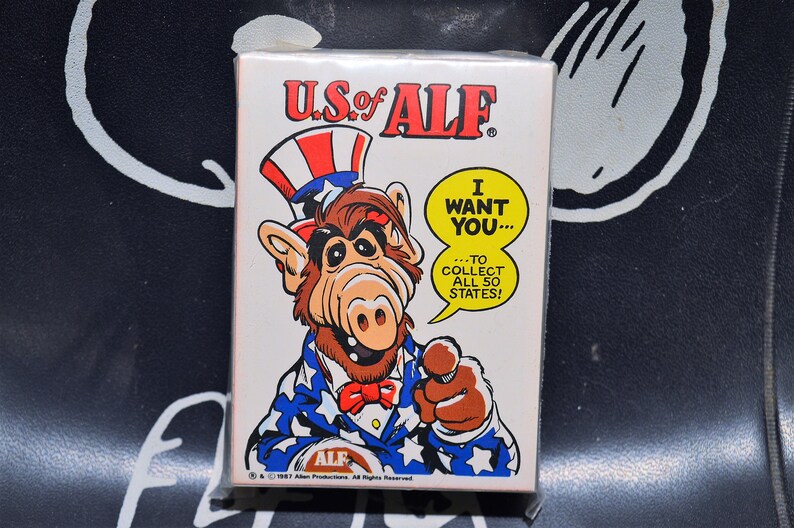 U.S. of ALF®
I
WANT
YOU...
...TO
COLLECT
ALL 50
STATES!
ALF
® & © 1987 Alien Productions. All Rights Reserved.